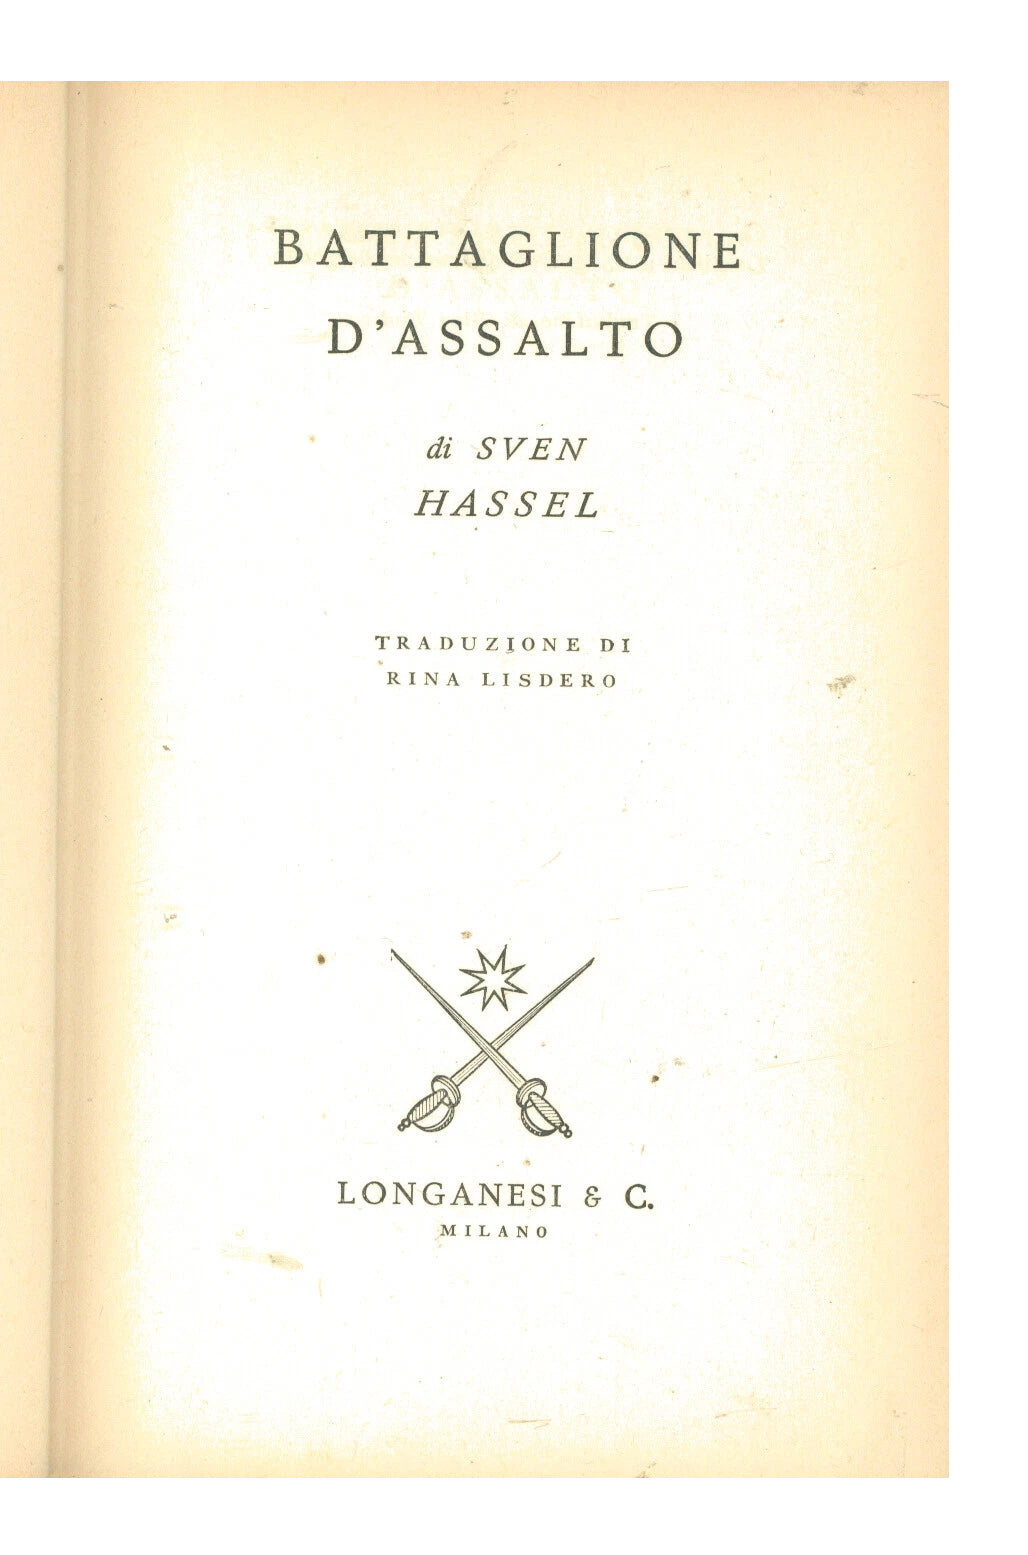 BATTAGLIONE
D'ASSALTO
di SVEN
HASSEL
TRADUZIONE DI
RINA LISDERO
LONGANESI & C.
MILANO